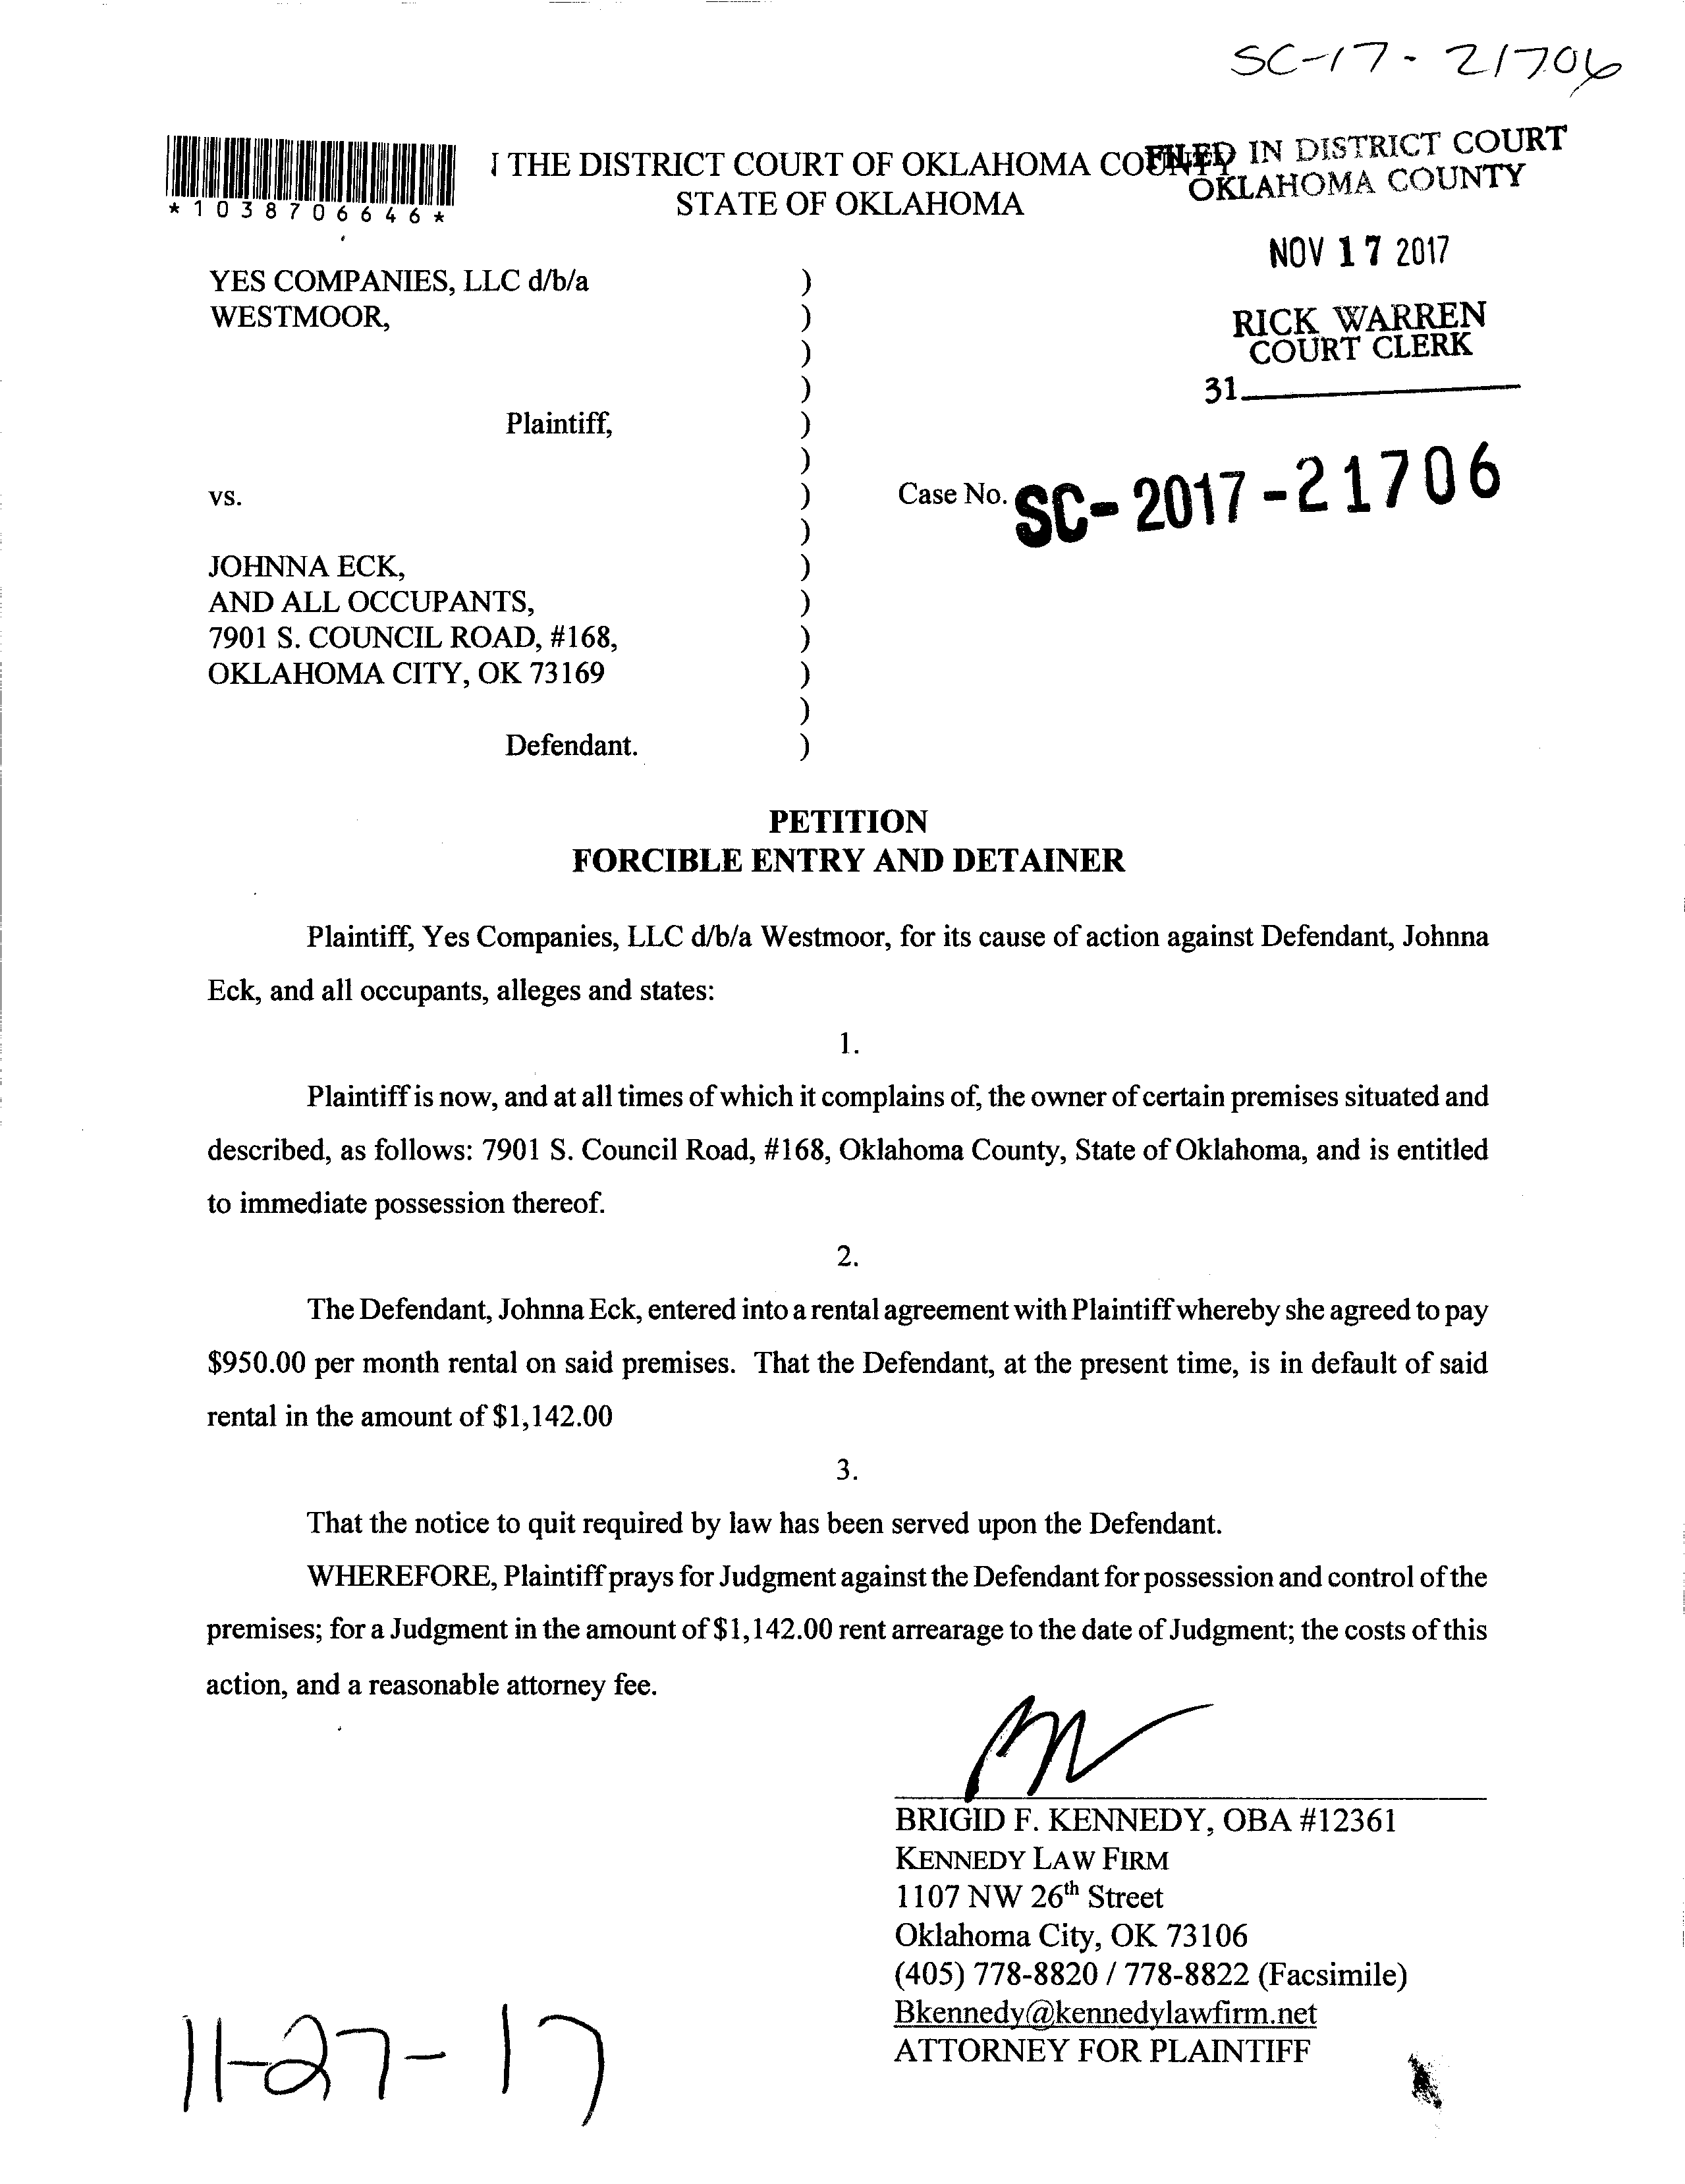 SC-17-21706
THE DISTRICT COURT OF OKLAHOMA COUNTY
FILED IN DISTRICT COURT
OKLAHOMA COUNTY
*1038706646*
STATE OF OKLAHOMA
NOV 17 2017
YES COMPANIES, LLC d/b/a )
WESTMOOR, )
RICK WARREN
COURT CLERK
)
)
31
Plaintiff, )
)
vs. )
Case No. SC-2017-21706
)
JOHNNA ECK, )
AND ALL OCCUPANTS, )
7901 S. COUNCIL ROAD, #168, )
OKLAHOMA CITY, OK 73169 )
)
Defendant. )
PETITION
FORCIBLE ENTRY AND DETAINER
Plaintiff, Yes Companies, LLC d/b/a Westmoor, for its cause of action against Defendant, Johnna
Eck, and all occupants, alleges and states:
1.
Plaintiff is now, and at all times of which it complains of, the owner of certain premises situated and
described, as follows: 7901 S. Council Road, #168, Oklahoma County, State of Oklahoma, and is entitled
to immediate possession thereof.
2.
The Defendant, Johnna Eck, entered into a rental agreement with Plaintiff whereby she agreed to pay
$950.00 per month rental on said premises. That the Defendant, at the present time, is in default of said
rental in the amount of $1,142.00
3.
That the notice to quit required by law has been served upon the Defendant.
WHEREFORE, Plaintiff prays for Judgment against the Defendant for possession and control of the
premises; for a Judgment in the amount of $1,142.00 rent arrearage to the date of Judgment; the costs of this
action, and a reasonable attorney fee.
BRIGID F. KENNEDY, OBA #12361
KENNEDY LAW FIRM
1107 NW 26th Street
Oklahoma City, OK 73106
(405) 778-8820 / 778-8822 (Facsimile)
Bkennedy@kennedylawfirm.net
ATTORNEY FOR PLAINTIFF
11-27-17